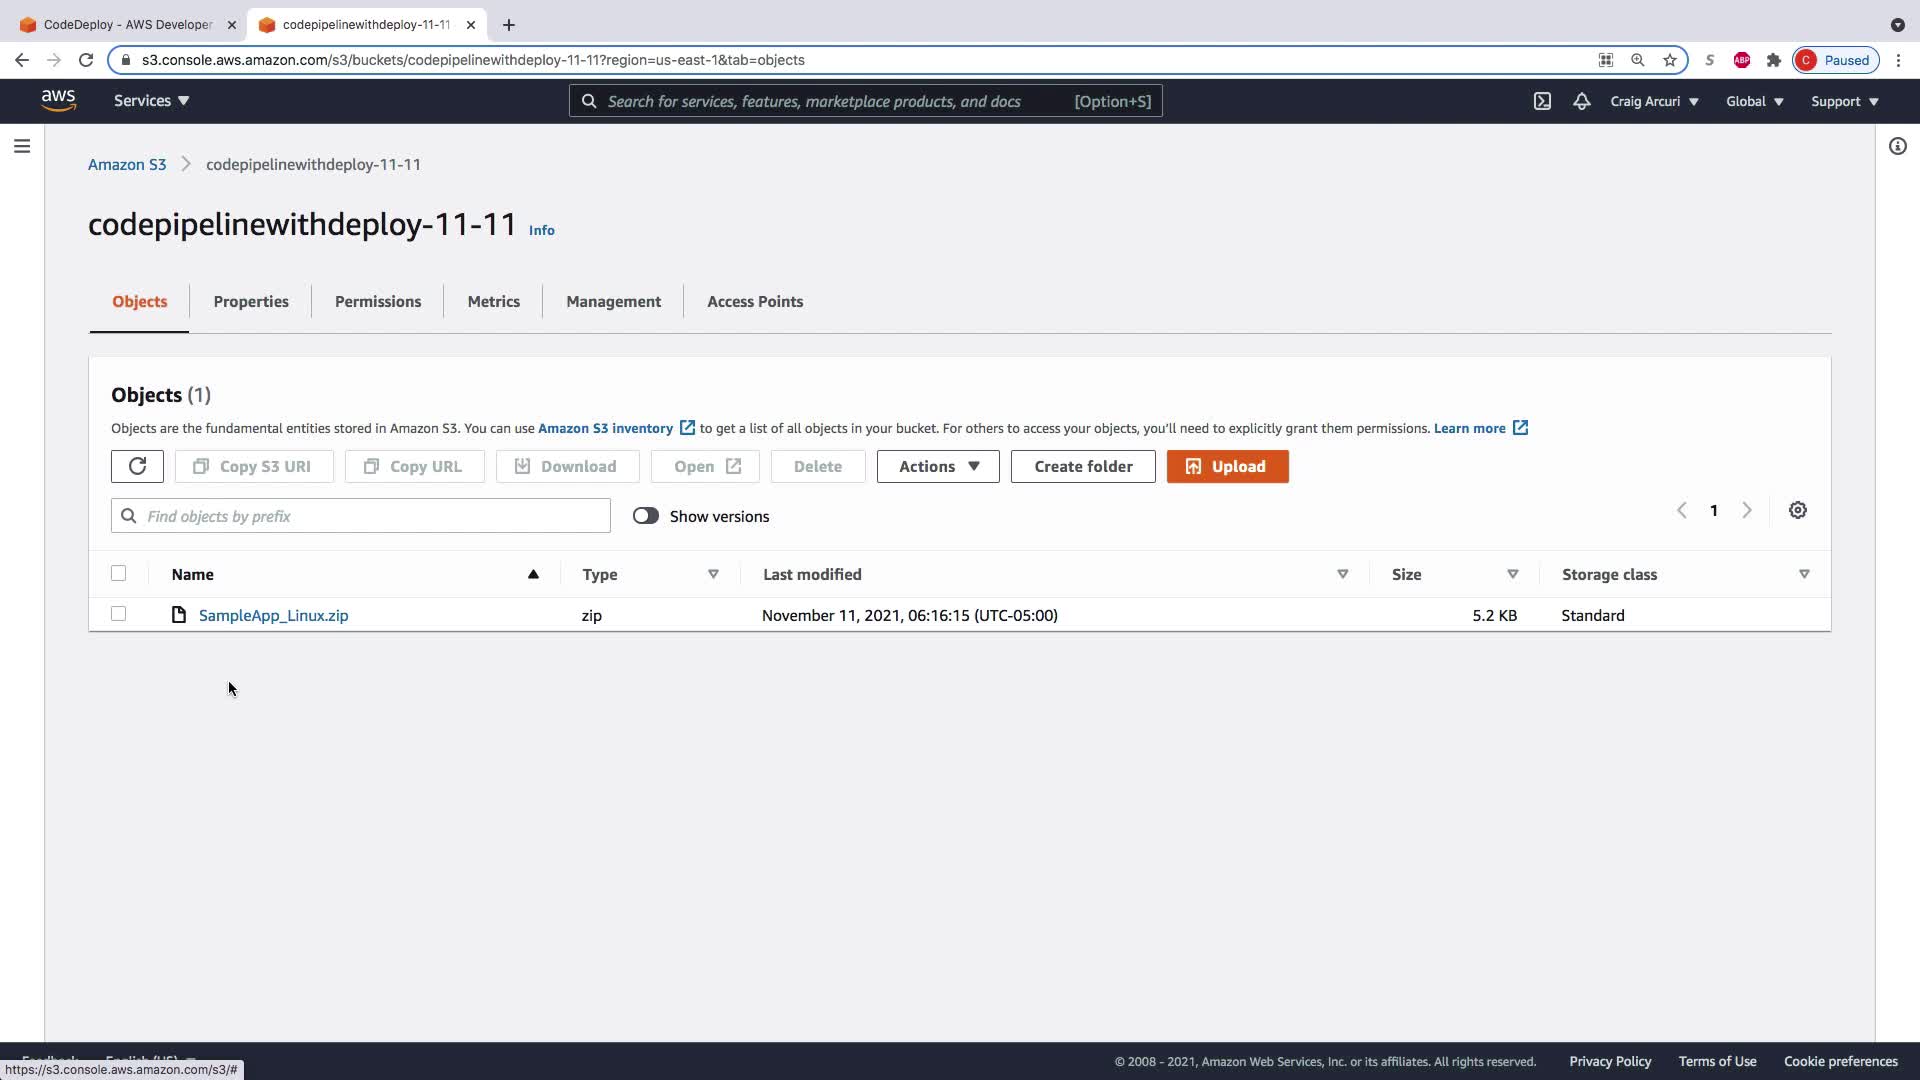 CodeDeploy - AWS Developer
codepipelinewithdeploy-11-11
s3.console.aws.amazon.com/s3/buckets/codepipelinewithdeploy-11-11?region=us-east-1&tab=objects
S
ABP
C Paused
aws
Services
Search for services, features, marketplace products, and docs [Option+S]
Craig Arcuri
Global
Support
Amazon S3
codepipelinewithdeploy-11-11
codepipelinewithdeploy-11-11 Info
Objects
Properties
Permissions
Metrics
Management
Access Points
Objects (1)
Objects are the fundamental entities stored in Amazon S3. You can use Amazon S3 inventory to get a list of all objects in your bucket. For others to access your objects, you'll need to explicitly grant them permissions. Learn more
Copy S3 URI
Copy URL
Download
Open
Delete
Actions
Create folder
Upload
Find objects by prefix
Show versions
1
Name
Type
Last modified
Size
Storage class
SampleApp_Linux.zip
zip
November 11, 2021, 06:16:15 (UTC-05:00)
5.2 KB
Standard
Feedback
English (US)
© 2008 - 2021, Amazon Web Services, Inc. or its affiliates. All rights reserved.
Privacy Policy
Terms of Use
Cookie preferences
https://s3.console.aws.amazon.com/s3/#